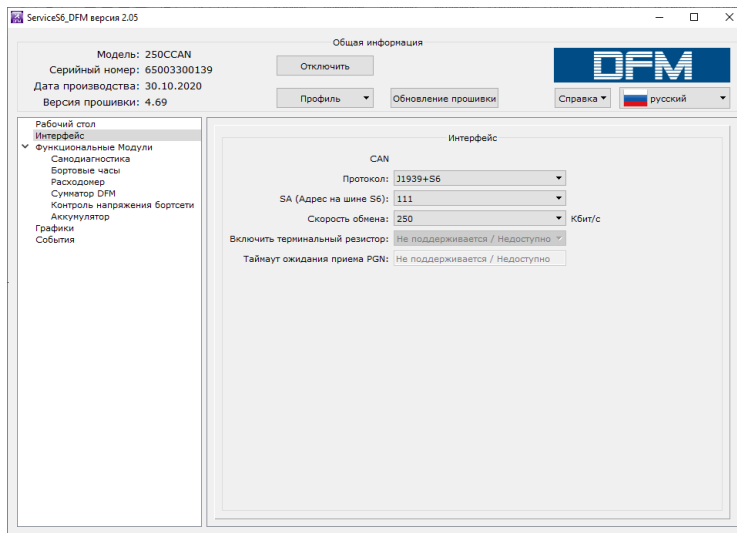 ServiceS6_DFM версия 2.05
Общая информация
Модель: 250CCAN
Серийный номер: 65003300139
Дата производства: 30.10.2020
Версия прошивки: 4.69
Отключить
Профиль
Обновление прошивки
DFM
Справка
русский
Рабочий стол
Интерфейс
Функциональные Модули
Самодиагностика
Бортовые часы
Расходомер
Сумматор DFM
Контроль напряжения бортсети
Аккумулятор
Графики
События
Интерфейс
CAN
Протокол: J1939+S6
SA (Адрес на шине S6): 111
Скорость обмена: 250 Кбит/с
Включить терминальный резистор: Не поддерживается / Недоступно
Таймаут ожидания приема PGN: Не поддерживается / Недоступно